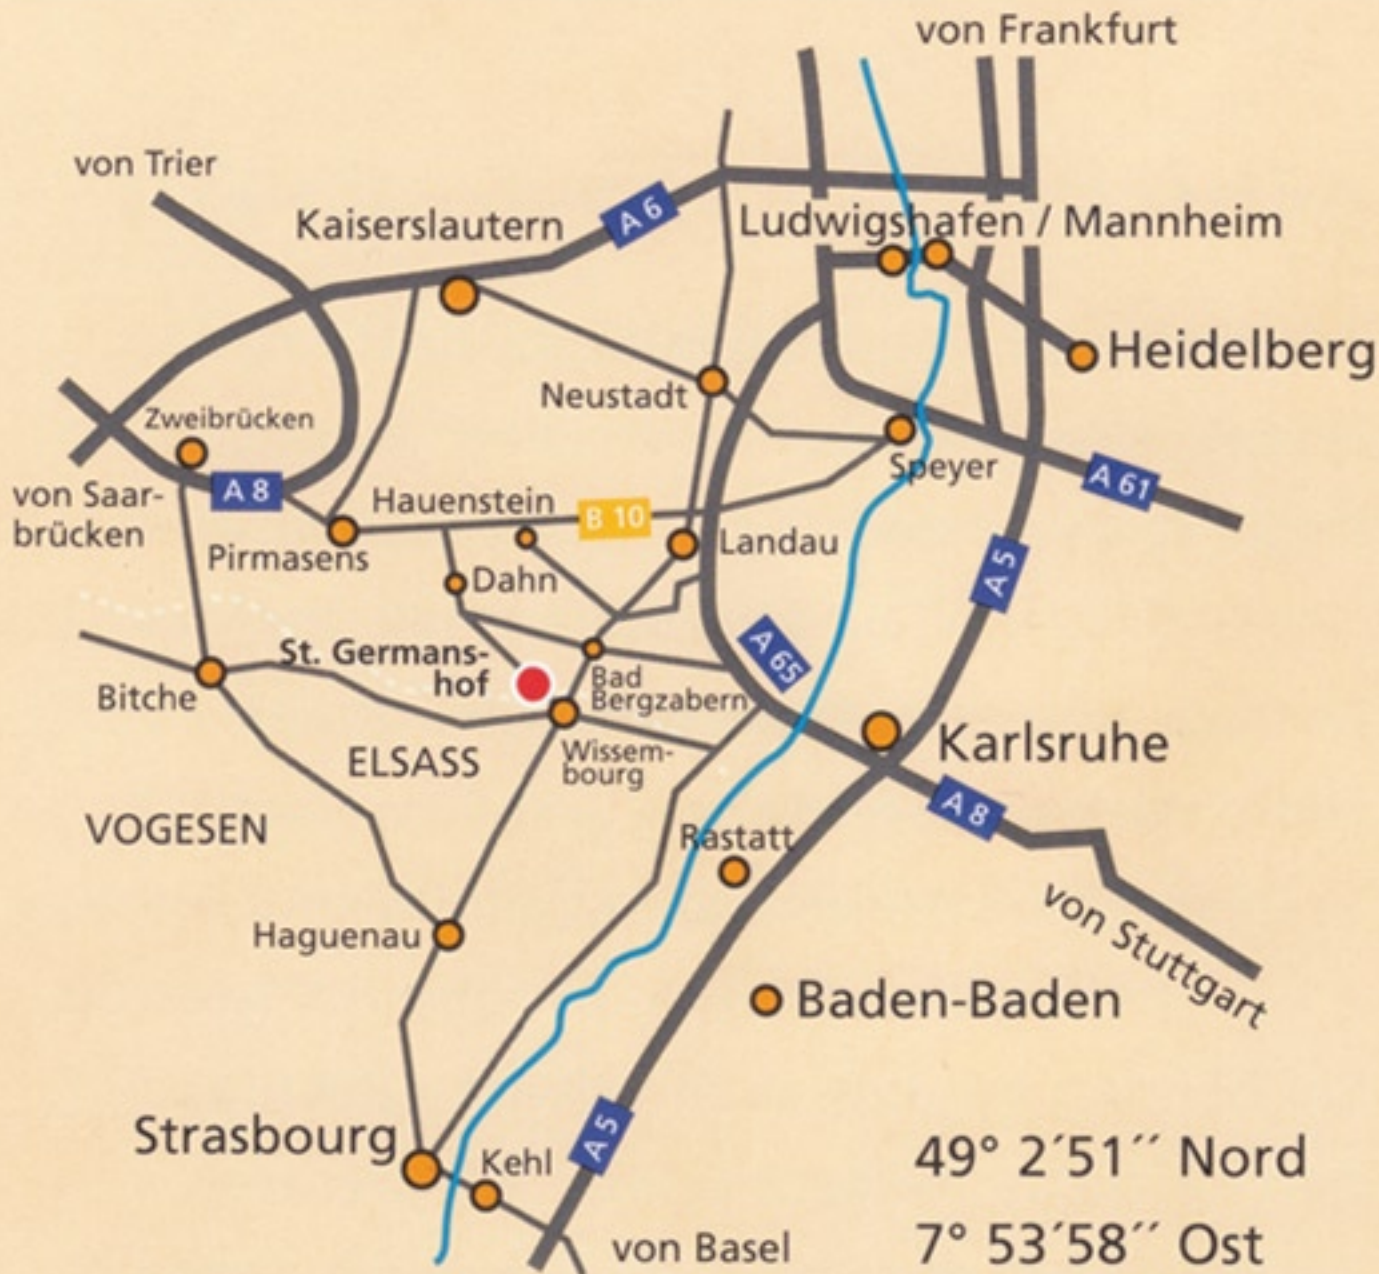 von Frankfurt
von Trier
Kaiserslautern
A 6
Ludwigshafen / Mannheim
Heidelberg
Neustadt
Zweibrücken
Speyer
A 61
von Saar-
brücken
A 8
Hauenstein
B 10
Pirmasens
Landau
Dahn
A 5
St. Germans-
hof
A 65
Bad
Bergzabern
Bitche
Wissem-
bourg
ELSASS
Karlsruhe
A 8
VOGESEN
Rastatt
von Stuttgart
Haguenau
Baden-Baden
Strasbourg
Kehl
A 5
49° 2´51´´ Nord
von Basel
7° 53´58´´ Ost